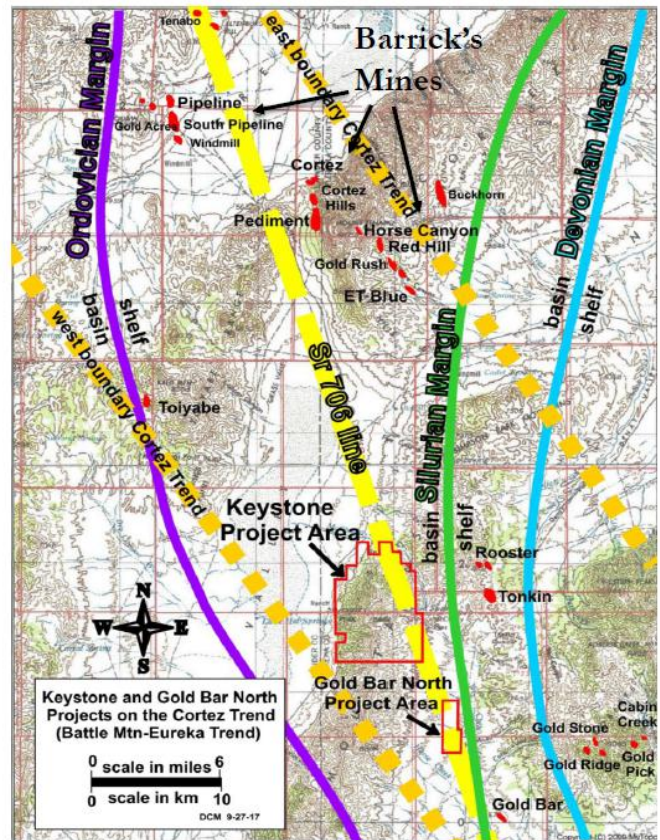 Tenabo
Barrick's
Mines
east boundary Cortez Trend
Pipeline
Gold Acres
South Pipeline
Windmill
Ondovician Margin
Cortez
Cortez
Hills
Buckhorn
Pediment
Horse Canyon
Red Hill
Gold Rush
ET-Blue
Devonian Margin
basin
shelf
basin
shelf
west boundary Cortez Trend
Toiyabe
Sr 706 line
Silurian Margin
basin
shelf
Keystone
Project Area
Rooster
Tonkin
N
W
E
S
Gold Bar North
Project Area
Keystone and Gold Bar North
Projects on the Cortez Trend
(Battle Mtn-Eureka Trend)
0 scale in miles 6
0 scale in km 10
DCM 9-27-17
Cabin
Creek
Gold Stone
Gold Ridge
Gold
Pick
Gold Bar